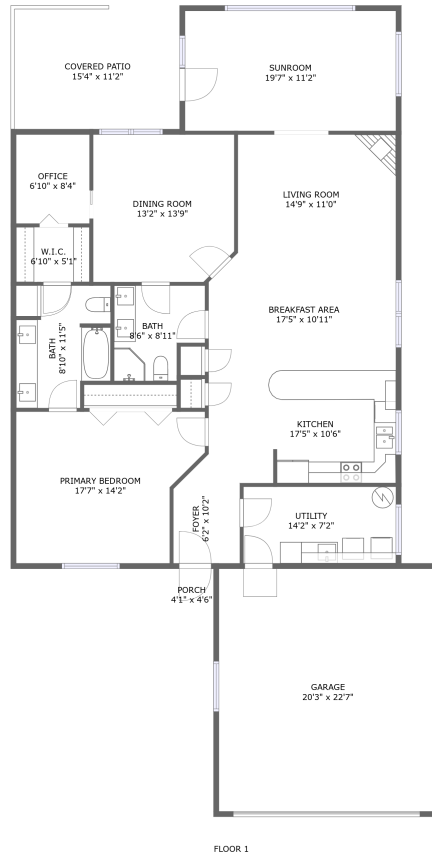 COVERED PATIO
15'4" x 11'2"
SUNROOM
19'7" x 11'2"
OFFICE
6'10" x 8'4"
DINING ROOM
13'2" x 13'9"
LIVING ROOM
14'9" x 11'0"
W.I.C.
6'10" x 5'1"
BATH
8'10" x 11'5"
BATH
8'6" x 8'11"
BREAKFAST AREA
17'5" x 10'11"
KITCHEN
17'5" x 10'6"
PRIMARY BEDROOM
17'7" x 14'2"
FOYER
6'2" x 10'2"
UTILITY
14'2" x 7'2"
PORCH
4'1" x 4'6"
GARAGE
20'3" x 22'7"
FLOOR 1